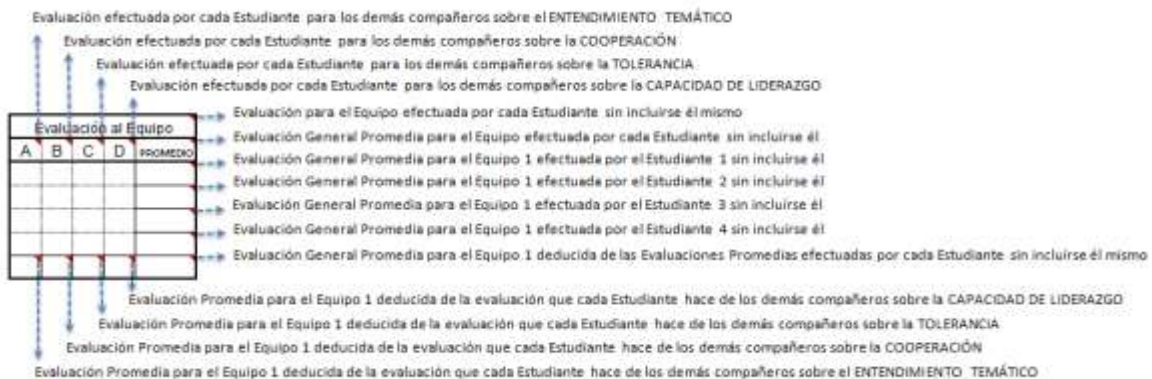 Evaluación efectuada por cada Estudiante para los demás compañeros sobre el ENTENDIMIENTO TEMÁTICO
Evaluación efectuada por cada Estudiante para los demás compañeros sobre la COOPERACIÓN
Evaluación efectuada por cada Estudiante para los demás compañeros sobre la TOLERANCIA
Evaluación efectuada por cada Estudiante para los demás compañeros sobre la CAPACIDAD DE LIDERAZGO
Evaluación para el Equipo efectuada por cada Estudiante sin incluirse él mismo
Evaluación al Equipo
Evaluación General Promedia para el Equipo efectuada por cada Estudiante sin incluirse él
A B C D PROMEDIO
Evaluación General Promedia para el Equipo 1 efectuada por el Estudiante 1 sin incluirse él
Evaluación General Promedia para el Equipo 1 efectuada por el Estudiante 2 sin incluirse él
Evaluación General Promedia para el Equipo 1 efectuada por el Estudiante 3 sin incluirse él
Evaluación General Promedia para el Equipo 1 efectuada por el Estudiante 4 sin incluirse él
Evaluación General Promedia para el Equipo 1 deducida de las Evaluaciones Promedias efectuadas por cada Estudiante sin incluirse él mismo
Evaluación Promedia para el Equipo 1 deducida de la evaluación que cada Estudiante hace de los demás compañeros sobre la CAPACIDAD DE LIDERAZGO
Evaluación Promedia para el Equipo 1 deducida de la evaluación que cada Estudiante hace de los demás compañeros sobre la TOLERANCIA
Evaluación Promedia para el Equipo 1 deducida de la evaluación que cada Estudiante hace de los demás compañeros sobre la COOPERACIÓN
Evaluación Promedia para el Equipo 1 deducida de la evaluación que cada Estudiante hace de los demás compañeros sobre el ENTENDIMIENTO TEMÁTICO